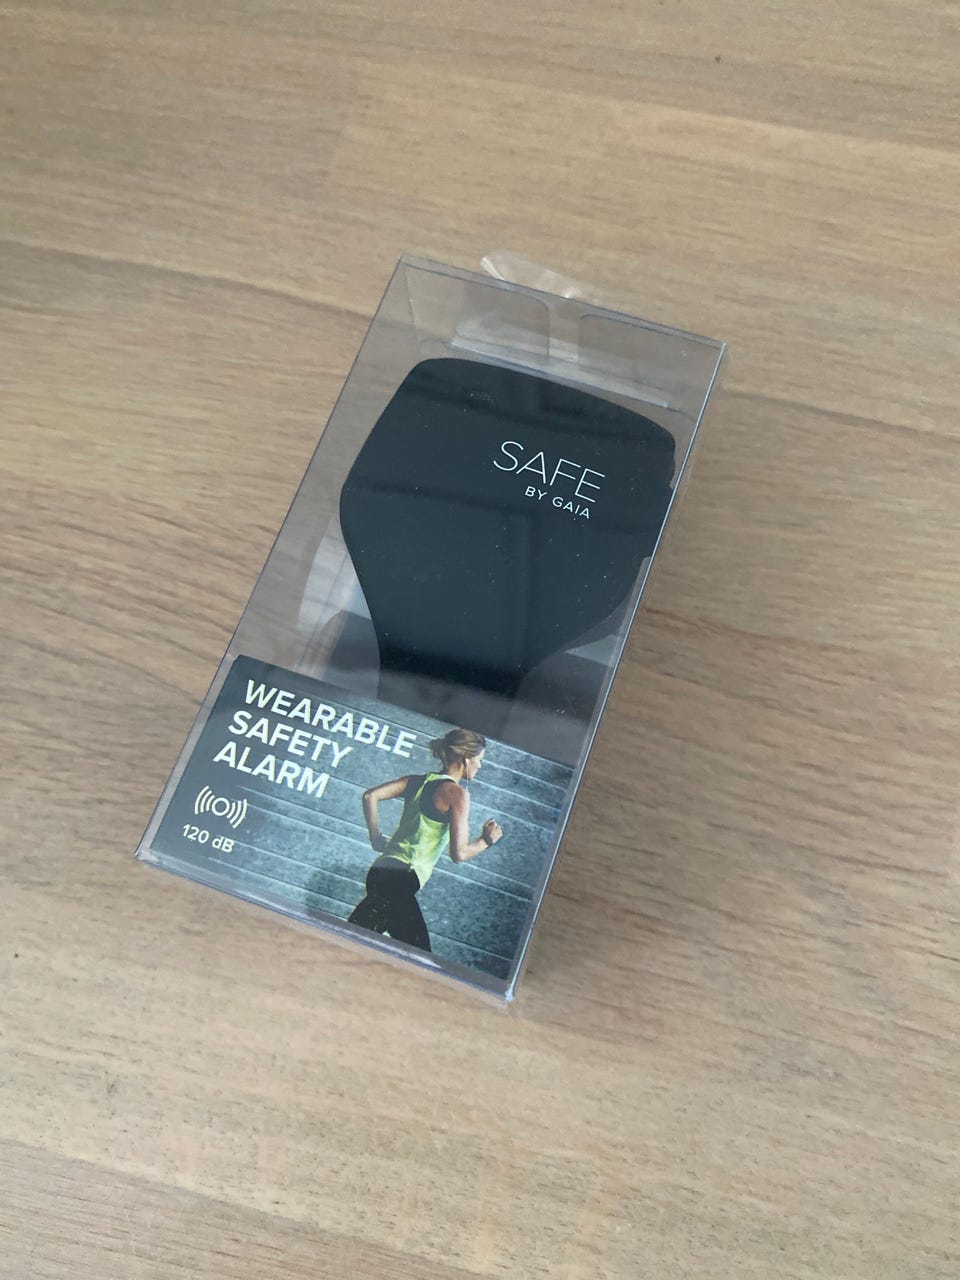 SAFE
BY GAIA
WEARABLE
SAFETY
ALARM
120 dB